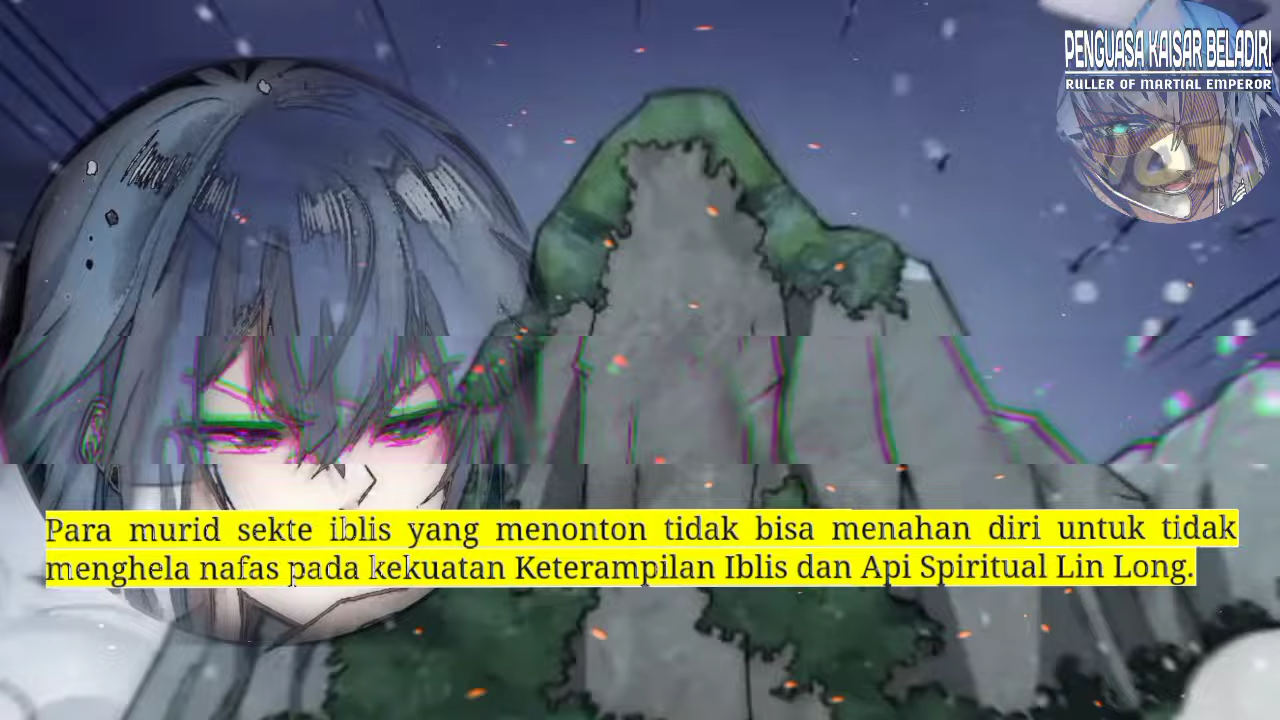 PENGUASA KAISAR BELADIRI
RULLER OF MARTIAL EMPEROR
Para murid sekte iblis yang menonton tidak bisa menahan diri untuk tidak
menghela nafas pada kekuatan Keterampilan Iblis dan Api Spiritual Lin Long.